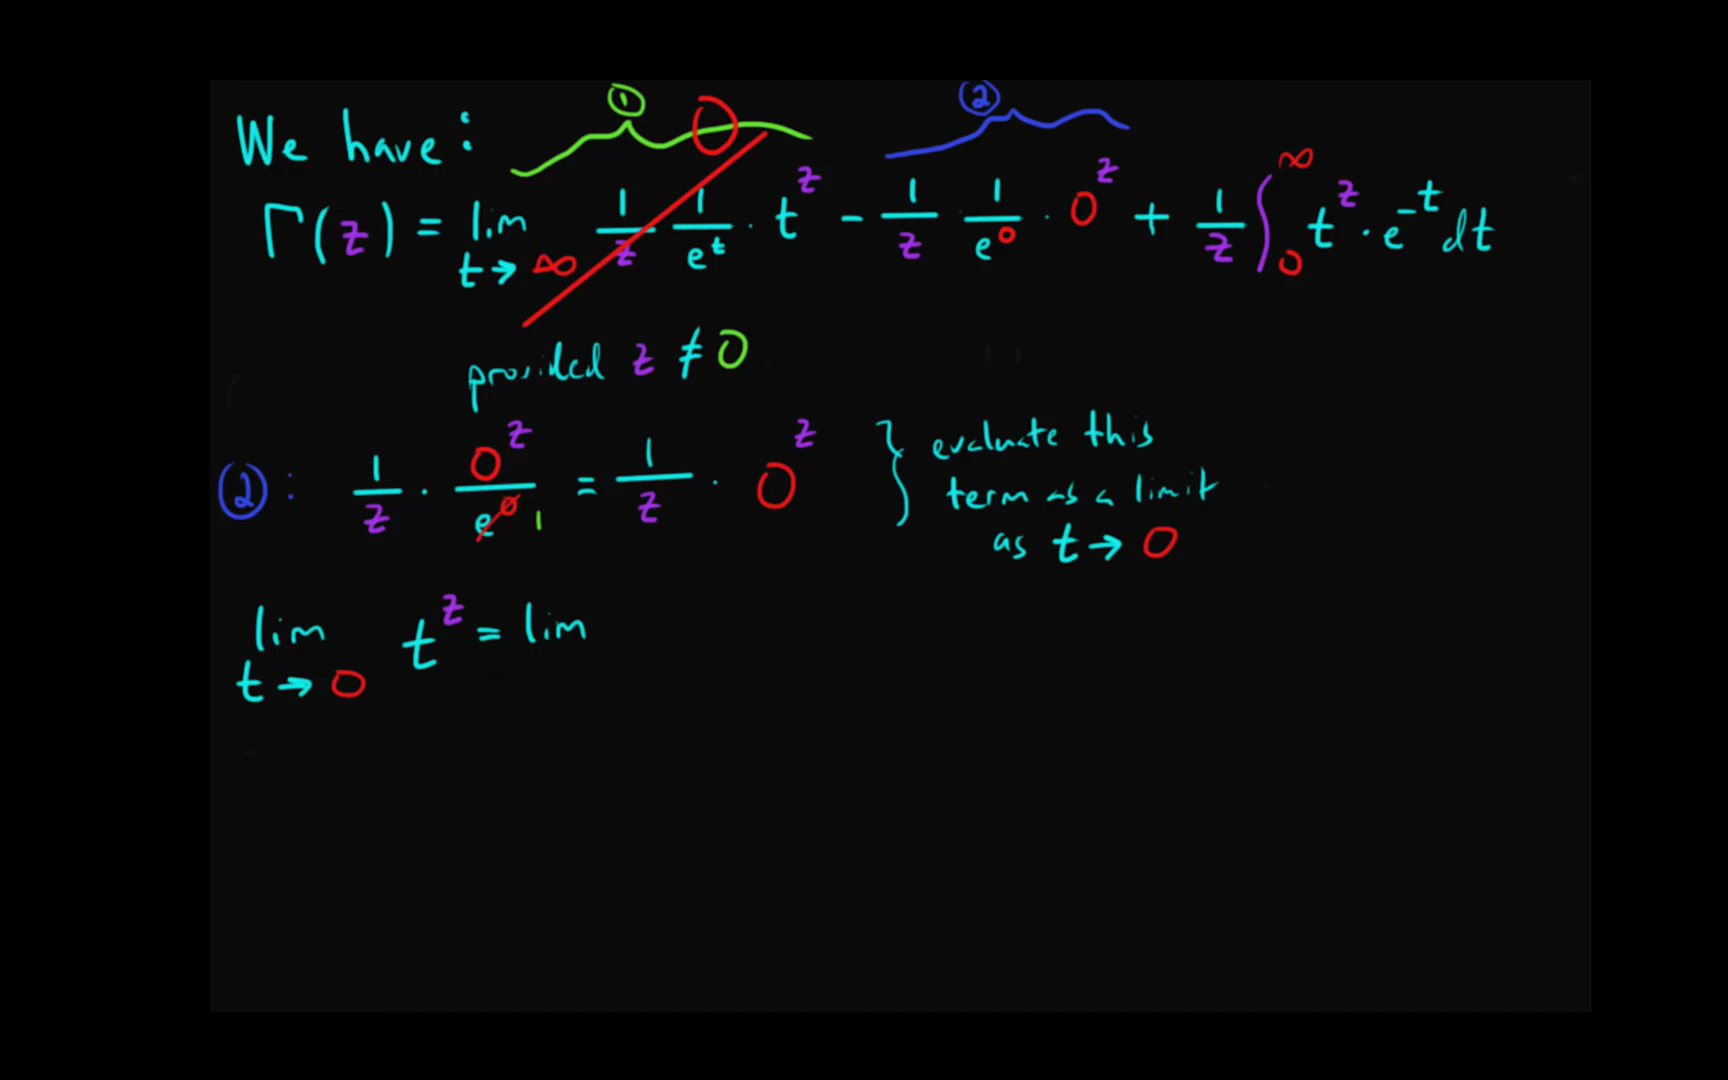 ① 0 ②
We have:
Γ(z) = lim t→∞ 1/z 1/e^t · t^z − 1/z · 1/e^0 · 0^z + 1/z ∫_0^∞ t^z · e^-t dt
provided z ≠ 0
②: 1/z · 0^z/e^0 1 = 1/z · 0^z } evaluate this
term as a limit
as t→0
lim t→0 t^z = lim